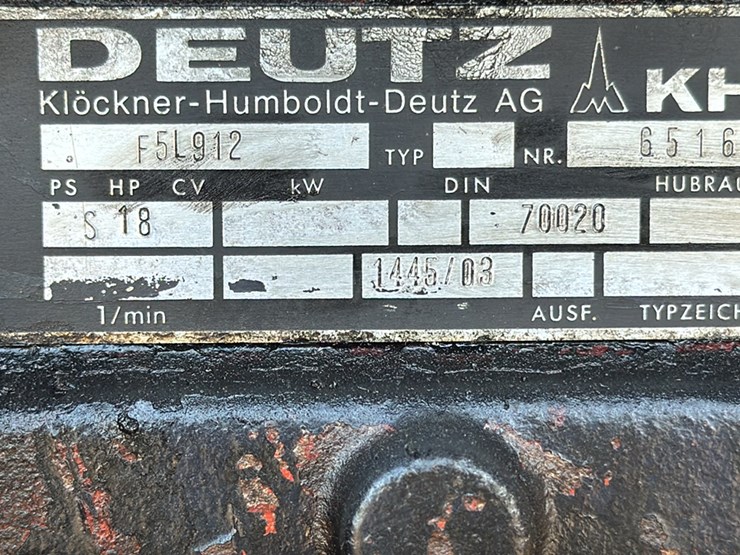 DEUTZ
Klöckner-Humboldt-Deutz AG KH
F5L912 TYP NR. 6516
PS HP CV kW DIN HUBRAU
S 18 70020
1445/03
1/min AUSF. TYPZEICH